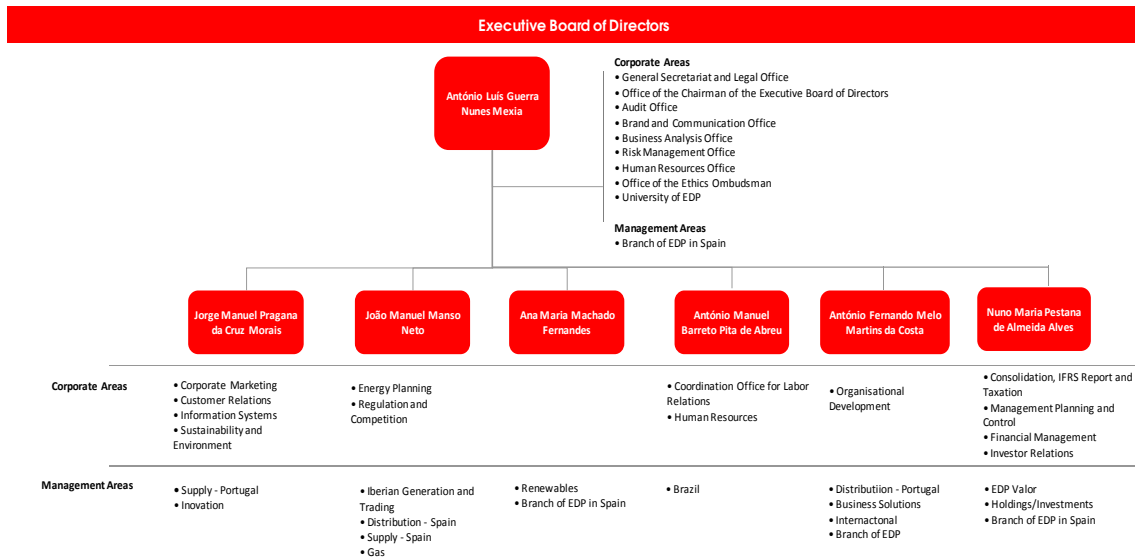 Executive Board of Directors
António Luís Guerra
Nunes Mexia
Corporate Areas
• General Secretariat and Legal Office
• Office of the Chairman of the Executive Board of Directors
• Audit Office
• Brand and Communication Office
• Business Analysis Office
• Risk Management Office
• Human Resources Office
• Office of the Ethics Ombudsman
• University of EDP
Management Areas
• Branch of EDP in Spain
Jorge Manuel Pragana
da Cruz Morais
João Manuel Manso
Neto
Ana Maria Machado
Fernandes
António Manuel
Barreto Pita de Abreu
António Fernando Melo
Martins da Costa
Nuno Maria Pestana
de Almeida Alves
Corporate Areas
• Corporate Marketing
• Customer Relations
• Information Systems
• Sustainability and
Environment
• Energy Planning
• Regulation and
Competition
• Coordination Office for Labor
Relations
• Human Resources
• Organisational
Development
• Consolidation, IFRS Report and
Taxation
• Management Planning and
Control
• Financial Management
• Investor Relations
Management Areas
• Supply - Portugal
• Inovation
• Iberian Generation and
Trading
• Distribution - Spain
• Supply - Spain
• Gas
• Renewables
• Branch of EDP in Spain
• Brazil
• Distributiion - Portugal
• Business Solutions
• Internactonal
• Branch of EDP
• EDP Valor
• Holdings/Investments
• Branch of EDP in Spain